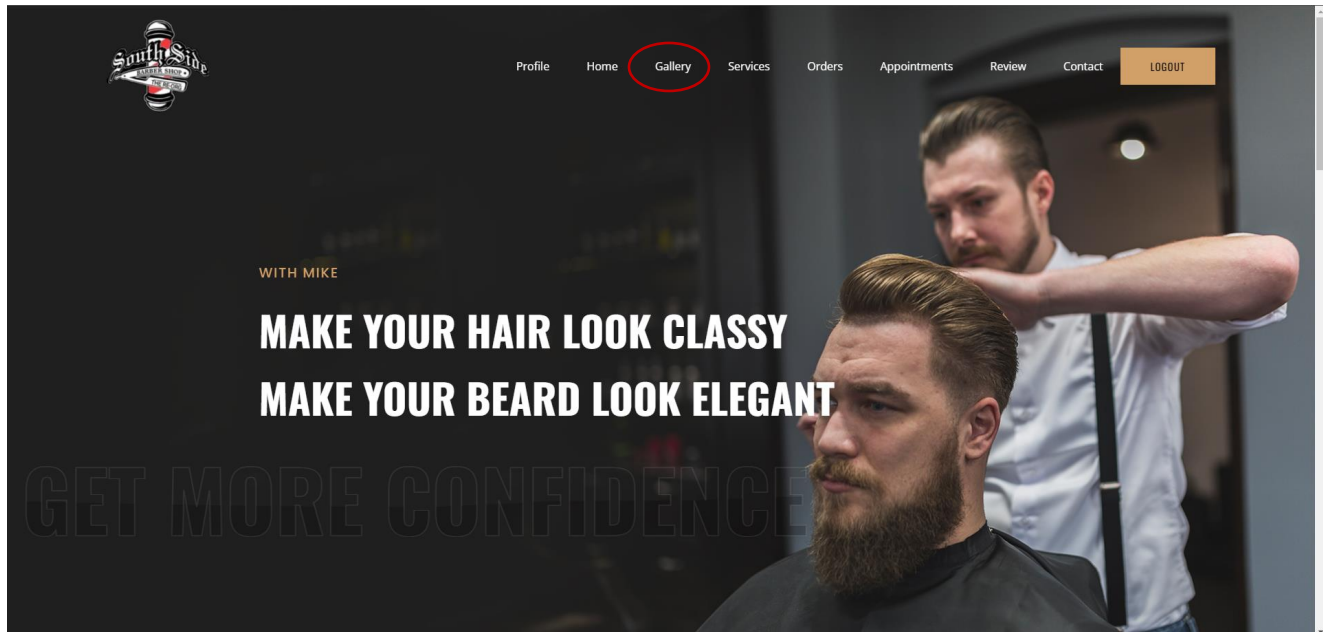 South Side
BARBER SHOP
Profile Home Gallery Services Orders Appointments Review Contact LOGOUT
WITH MIKE
MAKE YOUR HAIR LOOK CLASSY
MAKE YOUR BEARD LOOK ELEGANT
GET MORE CONFIDENCE